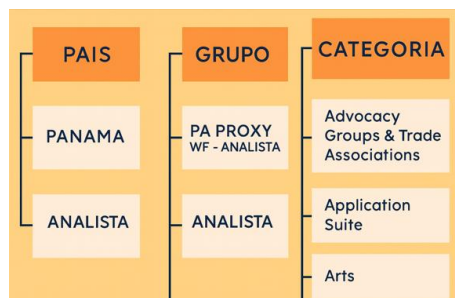 PAIS
PANAMA
ANALISTA
GRUPO
PA PROXY
WF - ANALISTA
ANALISTA
CATEGORIA
Advocacy
Groups & Trade
Associations
Application
Suite
Arts